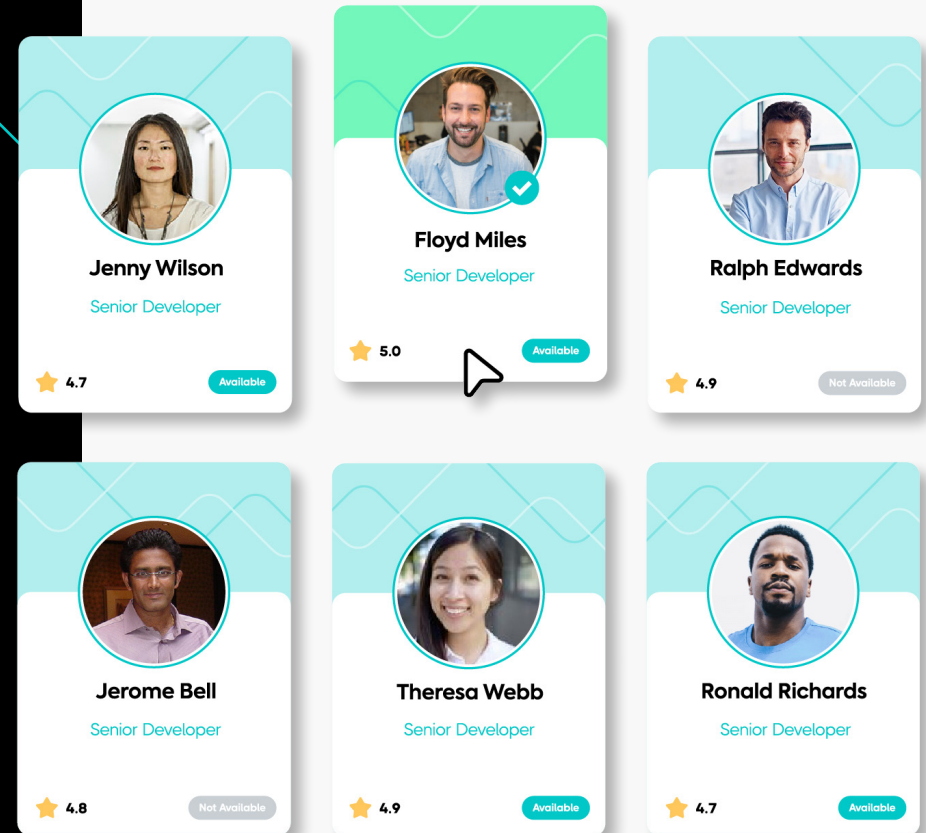 Jenny Wilson
Senior Developer
4.7
Available
Floyd Miles
Senior Developer
5.0
Available
Ralph Edwards
Senior Developer
4.9
Not Available
Jerome Bell
Senior Developer
4.8
Not Available
Theresa Webb
Senior Developer
4.9
Available
Ronald Richards
Senior Developer
4.7
Available